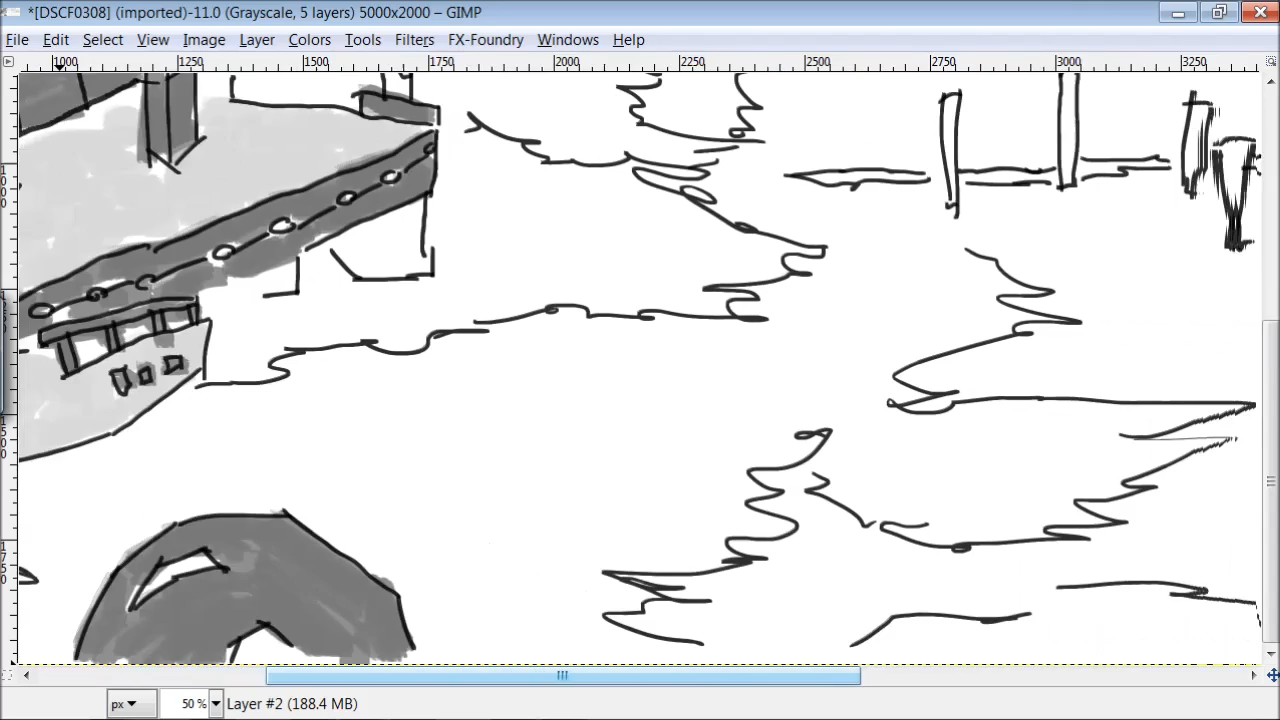 *[DSCF0308] (imported)-11.0 (Grayscale, 5 layers) 5000x2000 – GIMP
File Edit Select View Image Layer Colors Tools Filters FX-Foundry Windows Help
1000 1250 1500 1750 2000 2250 2500 2750 3000 3250
px 50 % Layer #2 (188.4 MB)